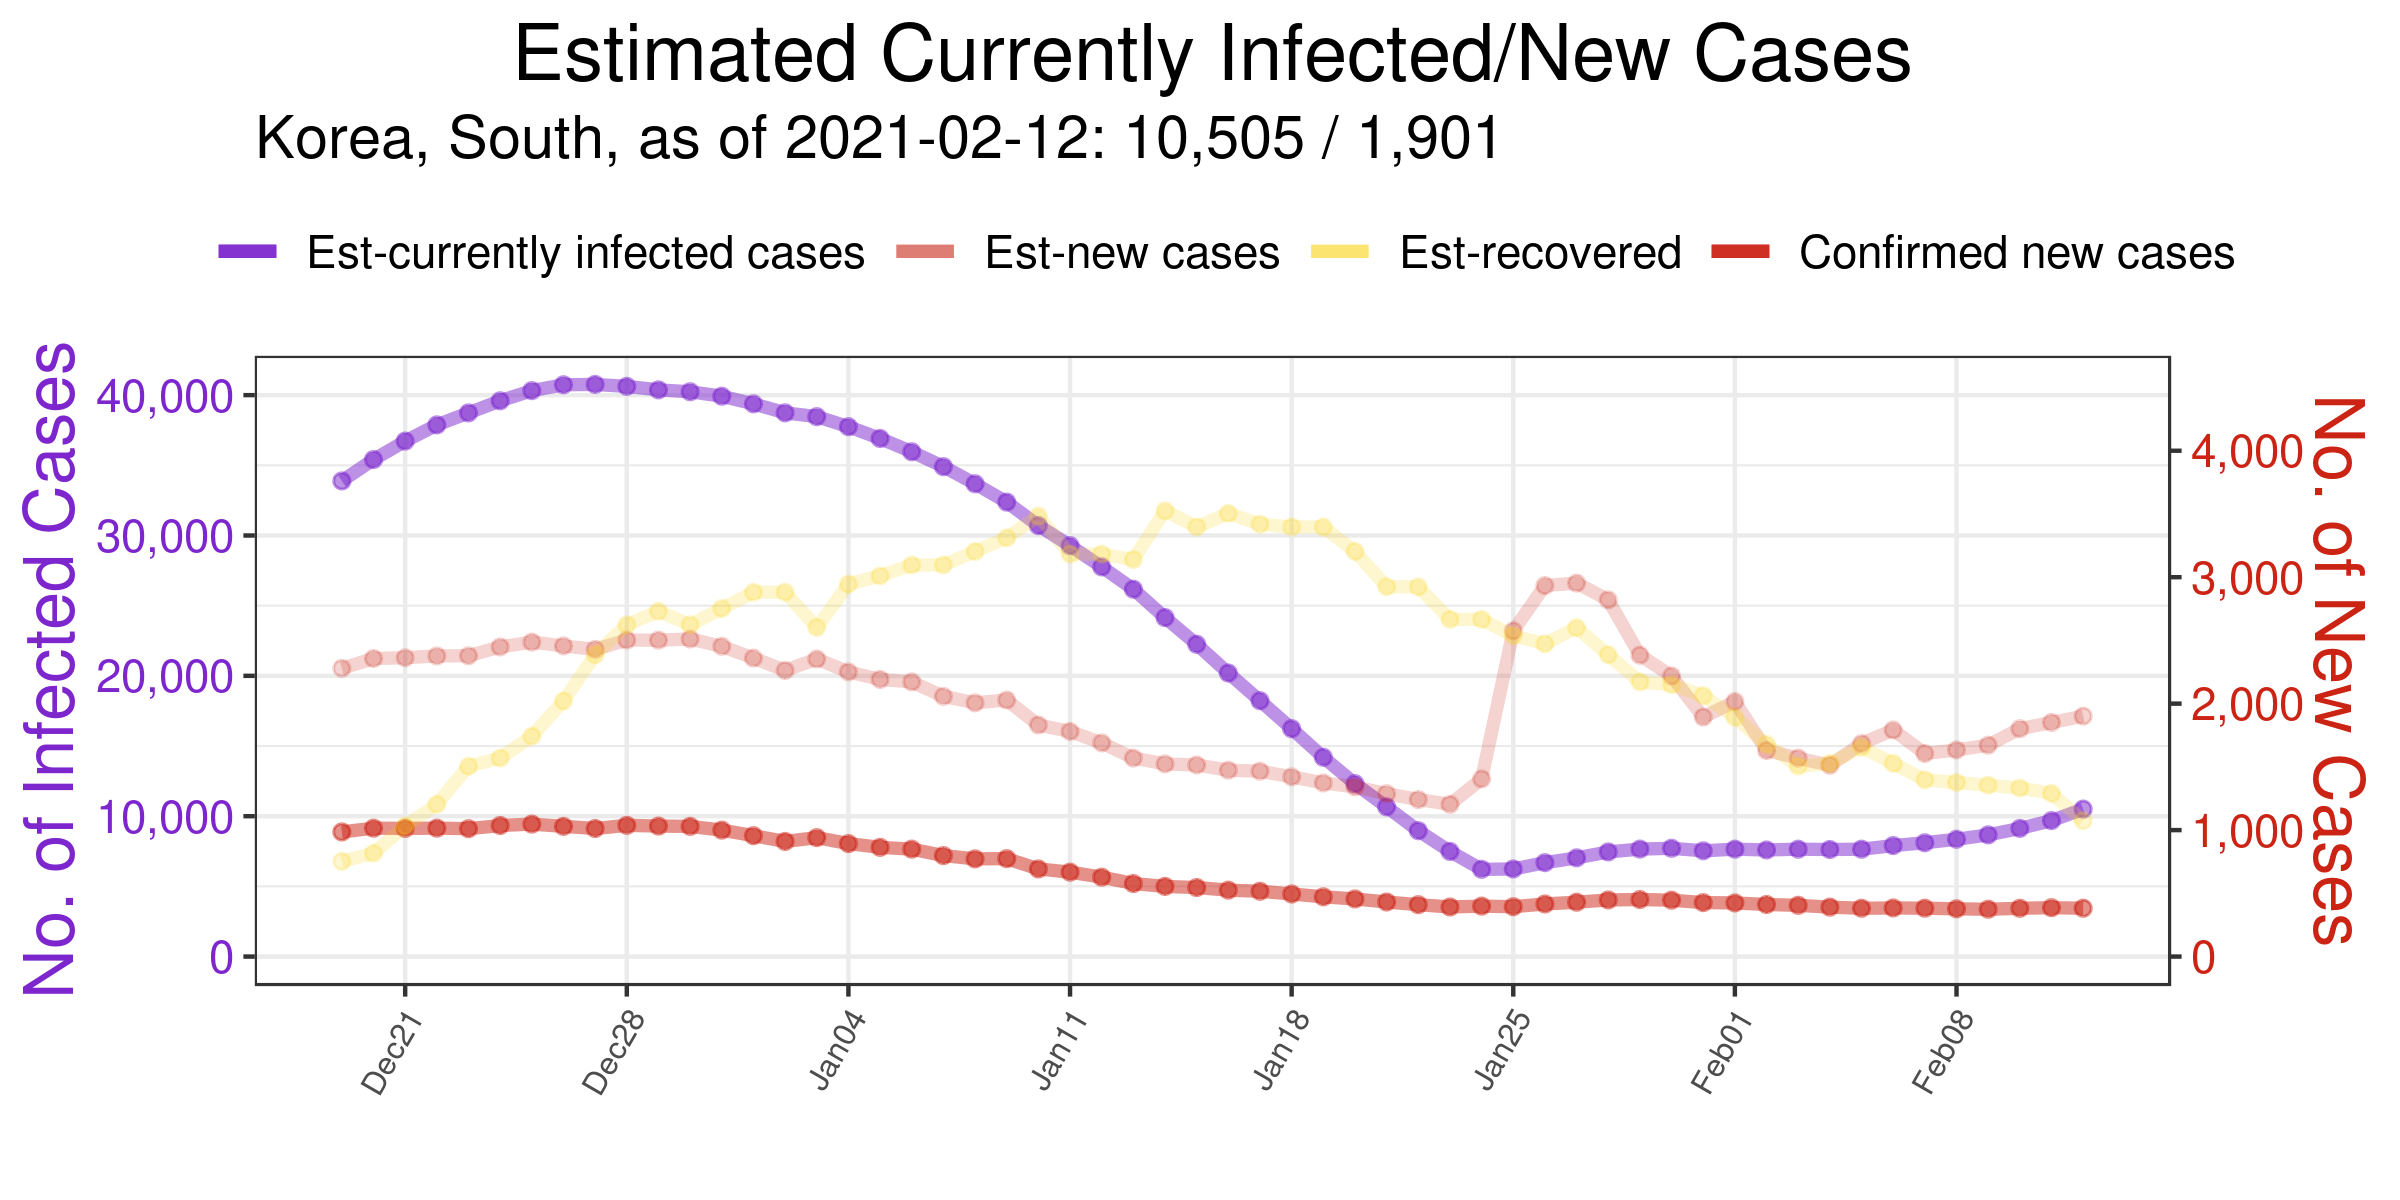 Estimated Currently Infected/New Cases
Korea, South, as of 2021-02-12: 10,505 / 1,901
Est-currently infected cases Est-new cases Est-recovered Confirmed new cases
No. of Infected Cases
40,000
30,000
20,000
10,000
0
4,000
3,000
2,000
1,000
0
No. of New Cases
Dec21 Dec28 Jan04 Jan11 Jan18 Jan25 Feb01 Feb08